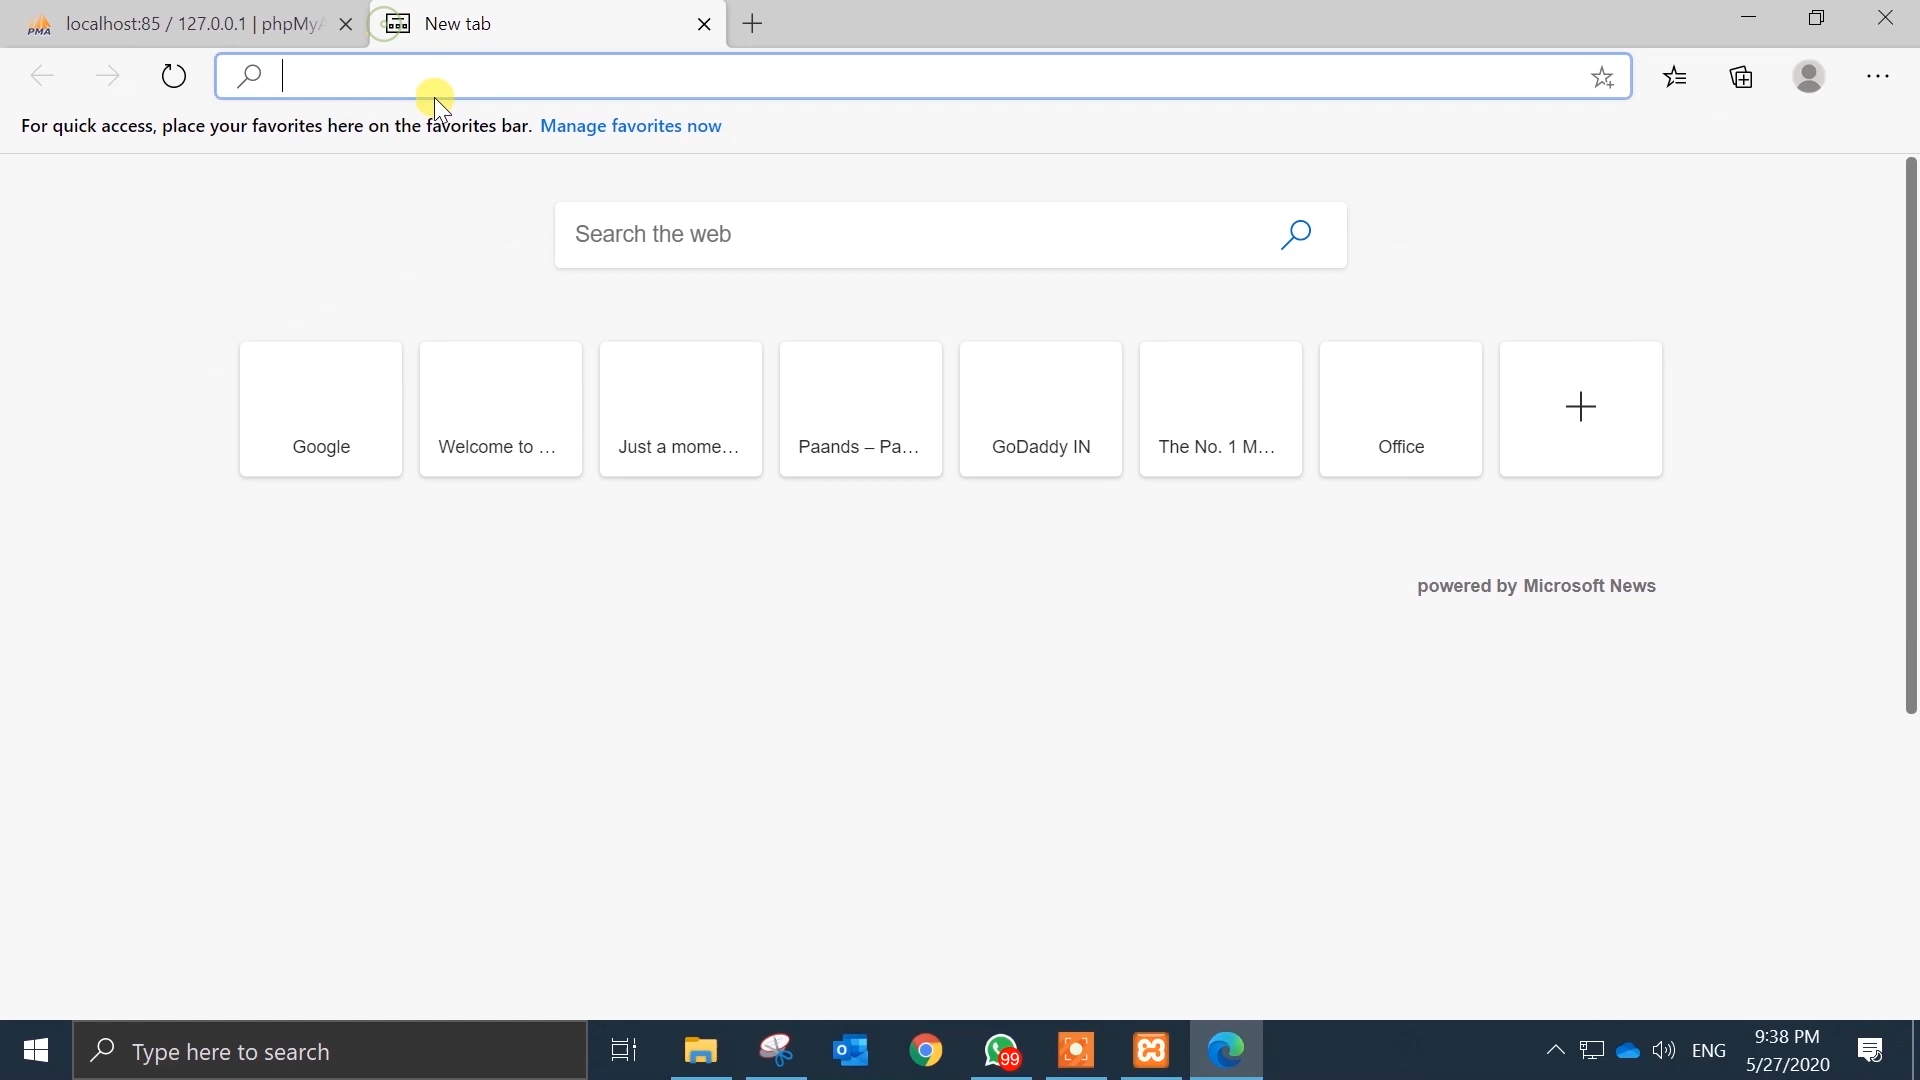 PMA localhost:85 / 127.0.0.1 | phpMyA
New tab
For quick access, place your favorites here on the favorites bar. Manage favorites now
Search the web
Google
Welcome to ...
Just a mome...
Paands – Pa...
GoDaddy IN
The No. 1 M...
Office
powered by Microsoft News
Type here to search
99
ENG
9:38 PM
5/27/2020